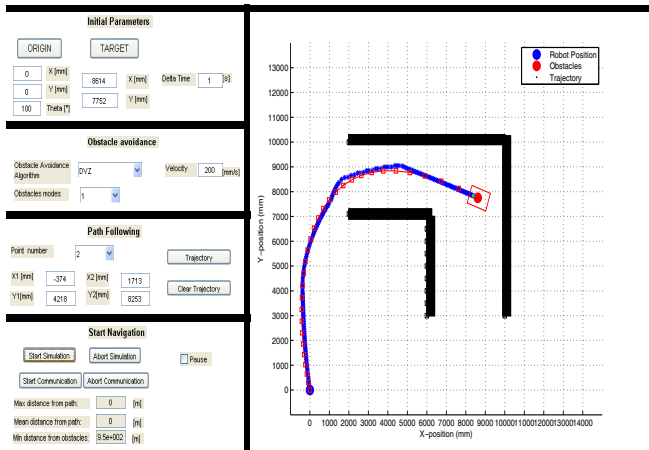 Initial Parameters
ORIGIN TARGET
0 X [mm]
0 Y [mm]
100 Theta [°]
8614 X [mm]
7752 Y [mm]
Delta Time 1 [s]
Obstacle avoidance
Obstacle Avoidance Algorithm DVZ
Velocity 200 [mm/s]
Obstacles modes 1
Path Following
Point number 2
Trajectory
X1 [mm] -374 X2 [mm] 1713
Y1[mm] 4218 Y2[mm] 8253
Clear Trajectory
Start Navigation
Start Simulation Abort Simulation Pause
Start Communication Abort Communication
Max distance from path: 0 [m]
Mean distance from path: 0 [m]
Min distance from obstacles: 9.5e+002 [m]
Robot Position
Obstacles
Trajectory
13000
12000
11000
10000
9000
8000
7000
6000
5000
4000
3000
2000
1000
0
Y-position (mm)
0 1000 2000 3000 4000 5000 6000 7000 8000 9000 10000 11000 12000 13000 14000
X-position (mm)